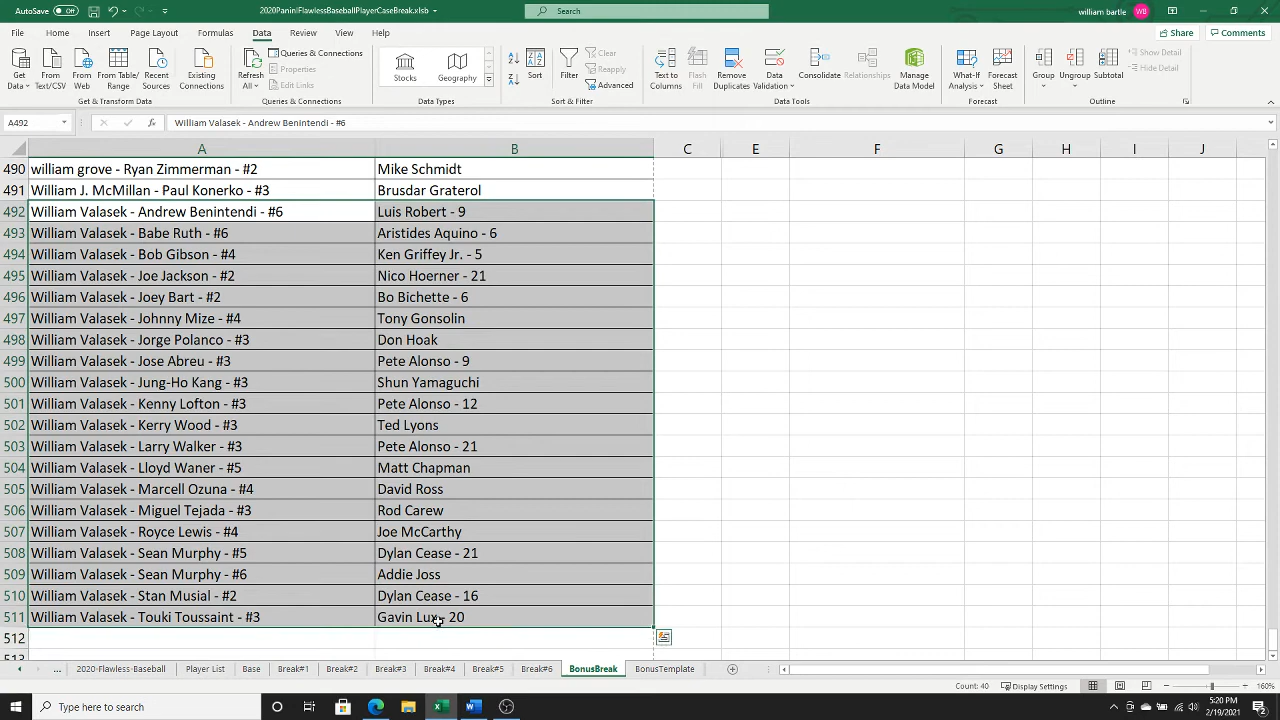 AutoSave Off 2020PaniniFlawlessBaseballPlayerCaseBreak.xlsb Search william bartle WB
File Home Insert Page Layout Formulas Data Review View Help Share Comments
Get Data From Text/CSV From Web From Table/Range Recent Sources Existing Connections Refresh All Queries & Connections Properties Edit Links Stocks Geography Sort Filter Clear Reapply Advanced Text to Columns Flash Fill Remove Duplicates Data Validation Consolidate Relationships Manage Data Model What-If Analysis Forecast Sheet Group Ungroup Subtotal Show Detail Hide Detail
Get & Transform Data Queries & Connections Data Types Sort & Filter Data Tools Forecast Outline
A492 fx William Valasek - Andrew Benintendi - #6
A B C D E F G H I J
490 william grove - Ryan Zimmerman - #2 Mike Schmidt
491 William J. McMillan - Paul Konerko - #3 Brusdar Graterol
492 William Valasek - Andrew Benintendi - #6 Luis Robert - 9
493 William Valasek - Babe Ruth - #6 Aristides Aquino - 6
494 William Valasek - Bob Gibson - #4 Ken Griffey Jr. - 5
495 William Valasek - Joe Jackson - #2 Nico Hoerner - 21
496 William Valasek - Joey Bart - #2 Bo Bichette - 6
497 William Valasek - Johnny Mize - #4 Tony Gonsolin
498 William Valasek - Jorge Polanco - #3 Don Hoak
499 William Valasek - Jose Abreu - #3 Pete Alonso - 9
500 William Valasek - Jung-Ho Kang - #3 Shun Yamaguchi
501 William Valasek - Kenny Lofton - #3 Pete Alonso - 12
502 William Valasek - Kerry Wood - #3 Ted Lyons
503 William Valasek - Larry Walker - #3 Pete Alonso - 21
504 William Valasek - Lloyd Waner - #5 Matt Chapman
505 William Valasek - Marcell Ozuna - #4 David Ross
506 William Valasek - Miguel Tejada - #3 Rod Carew
507 William Valasek - Royce Lewis - #4 Joe McCarthy
508 William Valasek - Sean Murphy - #5 Dylan Cease - 21
509 William Valasek - Sean Murphy - #6 Addie Joss
510 William Valasek - Stan Musial - #2 Dylan Cease - 16
511 William Valasek - Touki Toussaint - #3 Gavin Lux - 20
512
513
... 2020-Flawless-Baseball Player List Base Break#1 Break#2 Break#3 Break#4 Break#5 Break#6 BonusBreak BonusTemplate
Count: 40 Display Settings 160%
Type here to search 5:20 PM
2/19/2021 2